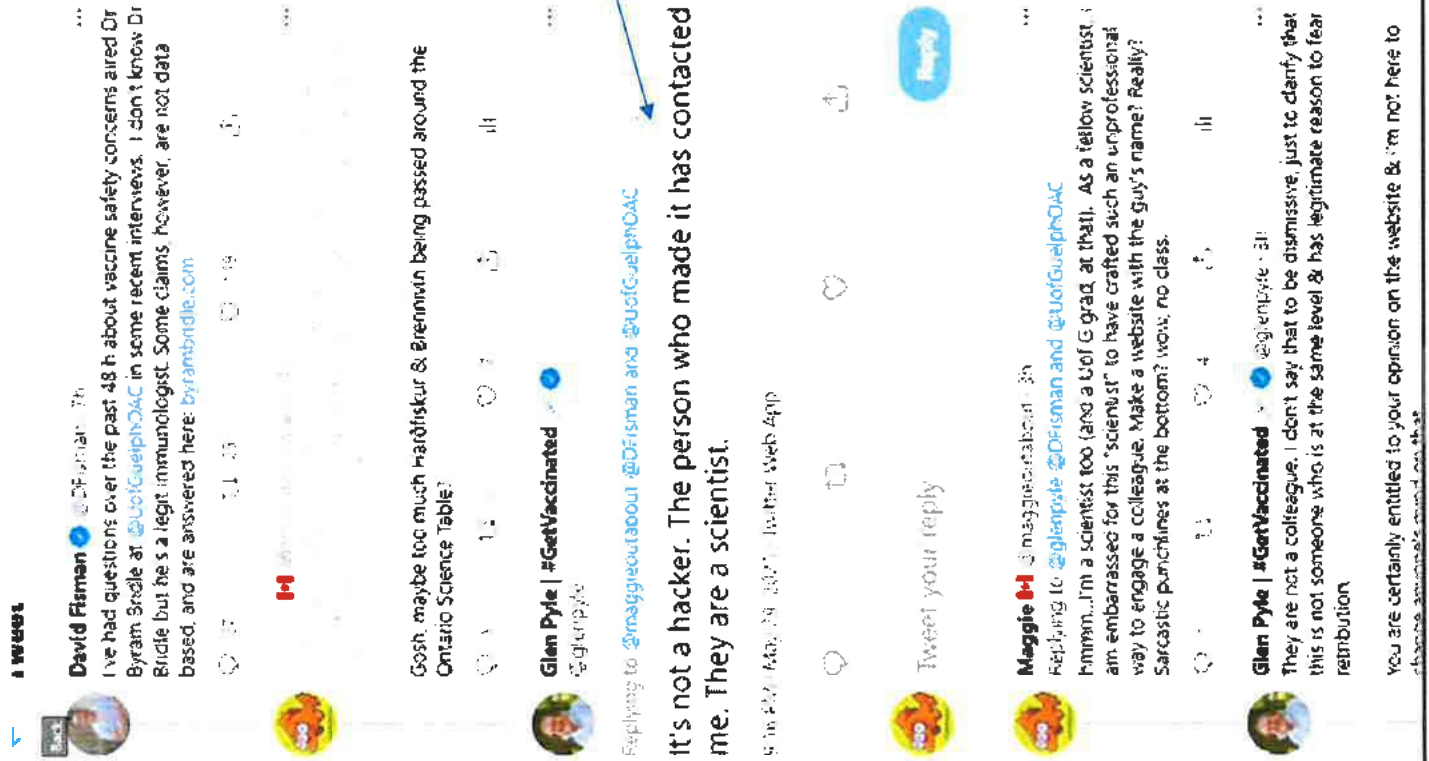 Back
David Fisman @DFisman · 7h
I've had questions over the past 48 h about vaccine safety concerns aired Dr
Byram Bridle at @UofGuelphOAC in some recent interviews. I don't know Dr
Bridle but he's a legit immunologist. Some claims, however, are not data
based, and are answered here: byrambridle.com
Gosh, maybe too much Harðfiskur & Brennivin being passed around the
Ontario Science Table?
Glen Pyle | #GetVaccinated
@glenpyle
Replying to @maggieoutabout @DFisman and @UofGuelphOAC
It's not a hacker. The person who made it has contacted
me. They are a scientist.
Twitter Web App
Tweet your reply
Reply
Maggie @maggieoutabout · 3h
Replying to @glenpyle @DFisman and @UofGuelphOAC
hmmm...I'm a scientist too (and a UofG grad, at that). As a fellow scientist,
am embarrassed for this "scientist" to have crafted such an unprofessional
way to engage a colleague. Make a website with the guy's name? Really?
Sarcastic punchlines at the bottom? wow, no class.
4
Glen Pyle | #GetVaccinated @glenpyle · 3h
They are not a colleague. I don't say that to be dismissive, just to clarify that
this is not someone who is at the same level & has legitimate reason to fear
retribution
You are certainly entitled to your opinion on the website & I'm not here to